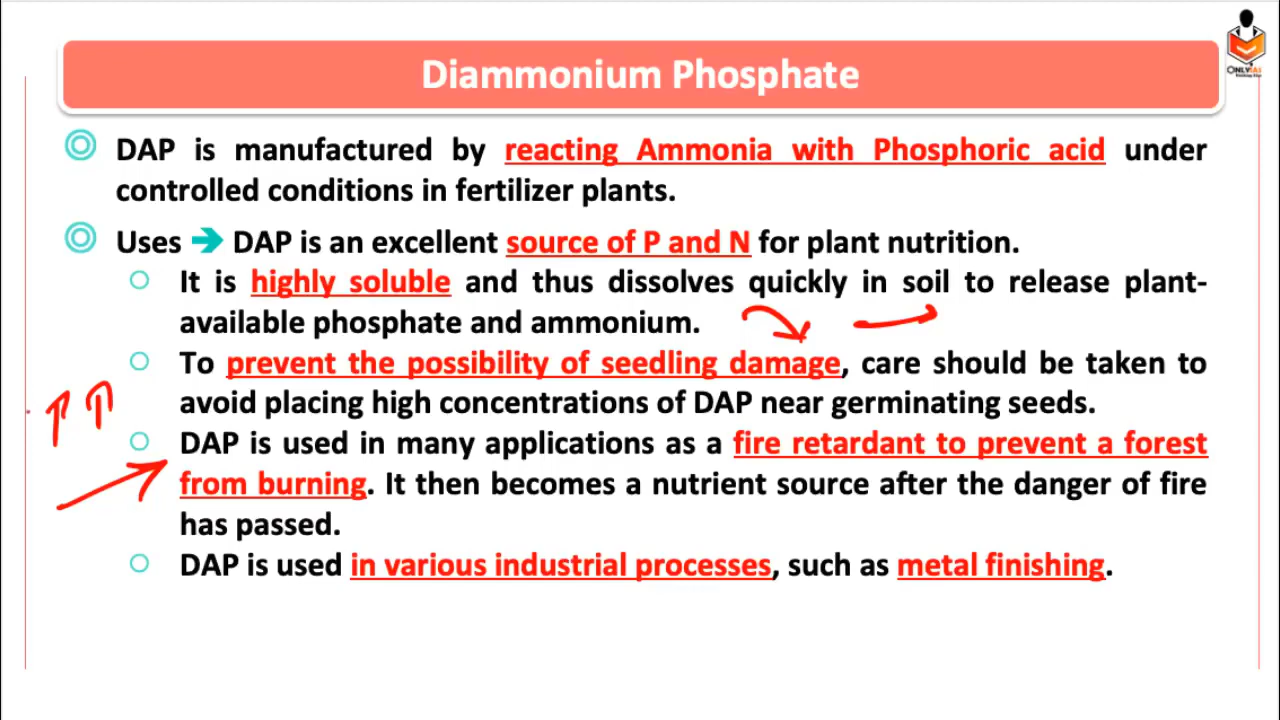 Diammonium Phosphate
ONLYIAS
DAP is manufactured by reacting Ammonia with Phosphoric acid under
controlled conditions in fertilizer plants.
Uses ➔ DAP is an excellent source of P and N for plant nutrition.
It is highly soluble and thus dissolves quickly in soil to release plant-
available phosphate and ammonium.
To prevent the possibility of seedling damage, care should be taken to
avoid placing high concentrations of DAP near germinating seeds.
DAP is used in many applications as a fire retardant to prevent a forest
from burning. It then becomes a nutrient source after the danger of fire
has passed.
DAP is used in various industrial processes, such as metal finishing.